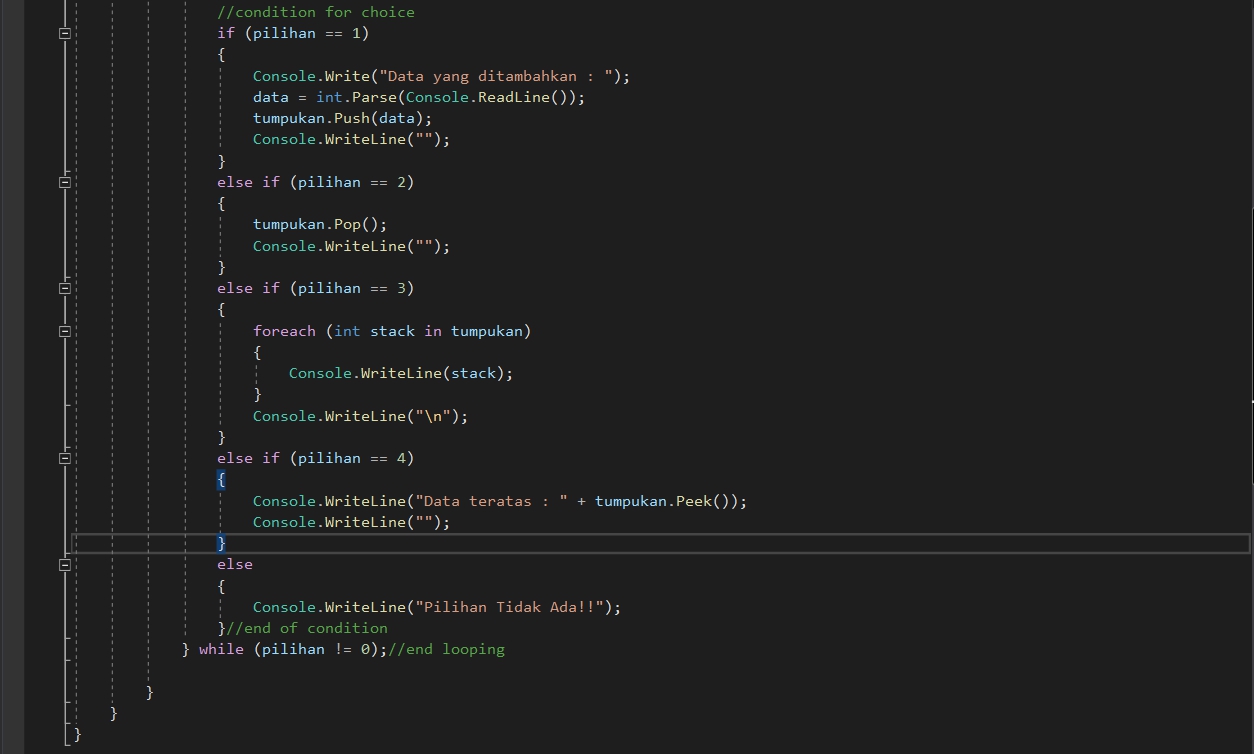 //condition for choice
if (pilihan == 1)
{
Console.Write("Data yang ditambahkan : ");
data = int.Parse(Console.ReadLine());
tumpukan.Push(data);
Console.WriteLine("");
}
else if (pilihan == 2)
{
tumpukan.Pop();
Console.WriteLine("");
}
else if (pilihan == 3)
{
foreach (int stack in tumpukan)
{
Console.WriteLine(stack);
}
Console.WriteLine("\n");
}
else if (pilihan == 4)
{
Console.WriteLine("Data teratas : " + tumpukan.Peek());
Console.WriteLine("");
}
else
{
Console.WriteLine("Pilihan Tidak Ada!!");
}//end of condition
} while (pilihan != 0);//end looping
}
}
}